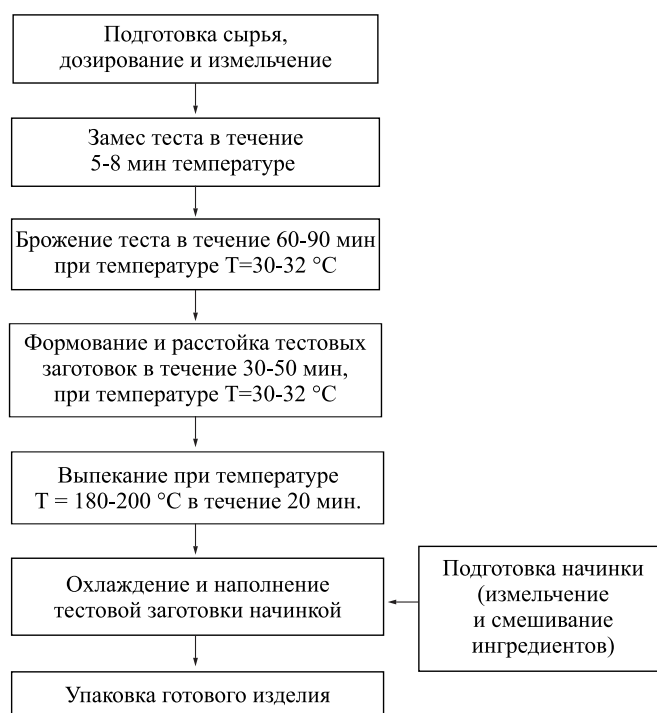 Подготовка сырья,
дозирование и измельчение
Замес теста в течение
5-8 мин температуре
Брожение теста в течение 60-90 мин
при температуре Т=30-32 °С
Формование и расстойка тестовых
заготовок в течение 30-50 мин,
при температуре Т=30-32 °С
Выпекание при температуре
Т = 180-200 °С в течение 20 мин.
Охлаждение и наполнение
тестовой заготовки начинкой
Подготовка начинки
(измельчение
и смешивание
ингредиентов)
Упаковка готового изделия